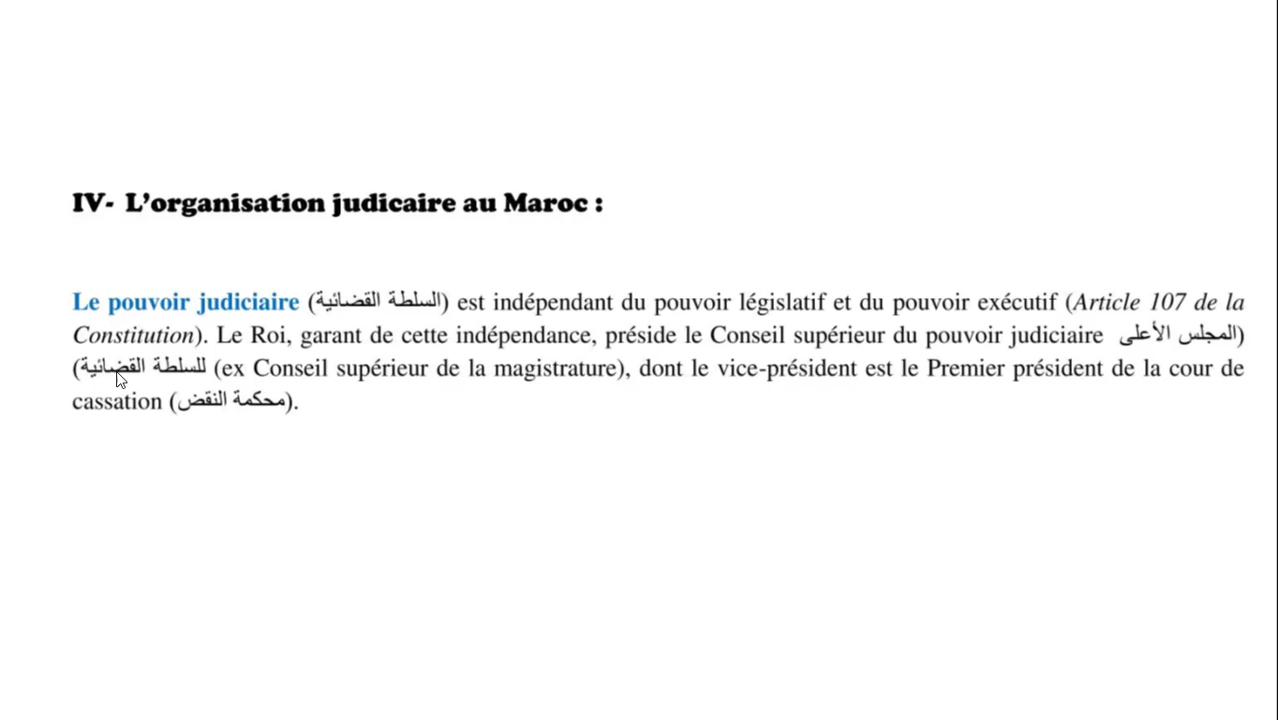 IV- L’organisation judicaire au Maroc :
Le pouvoir judiciaire (السلطة القضائية) est indépendant du pouvoir législatif et du pouvoir exécutif (Article 107 de la
Constitution). Le Roi, garant de cette indépendance, préside le Conseil supérieur du pouvoir judiciaire (المجلس الأعلى
للسلطة القضائية) (ex Conseil supérieur de la magistrature), dont le vice-président est le Premier président de la cour de
cassation (محكمة النقض).